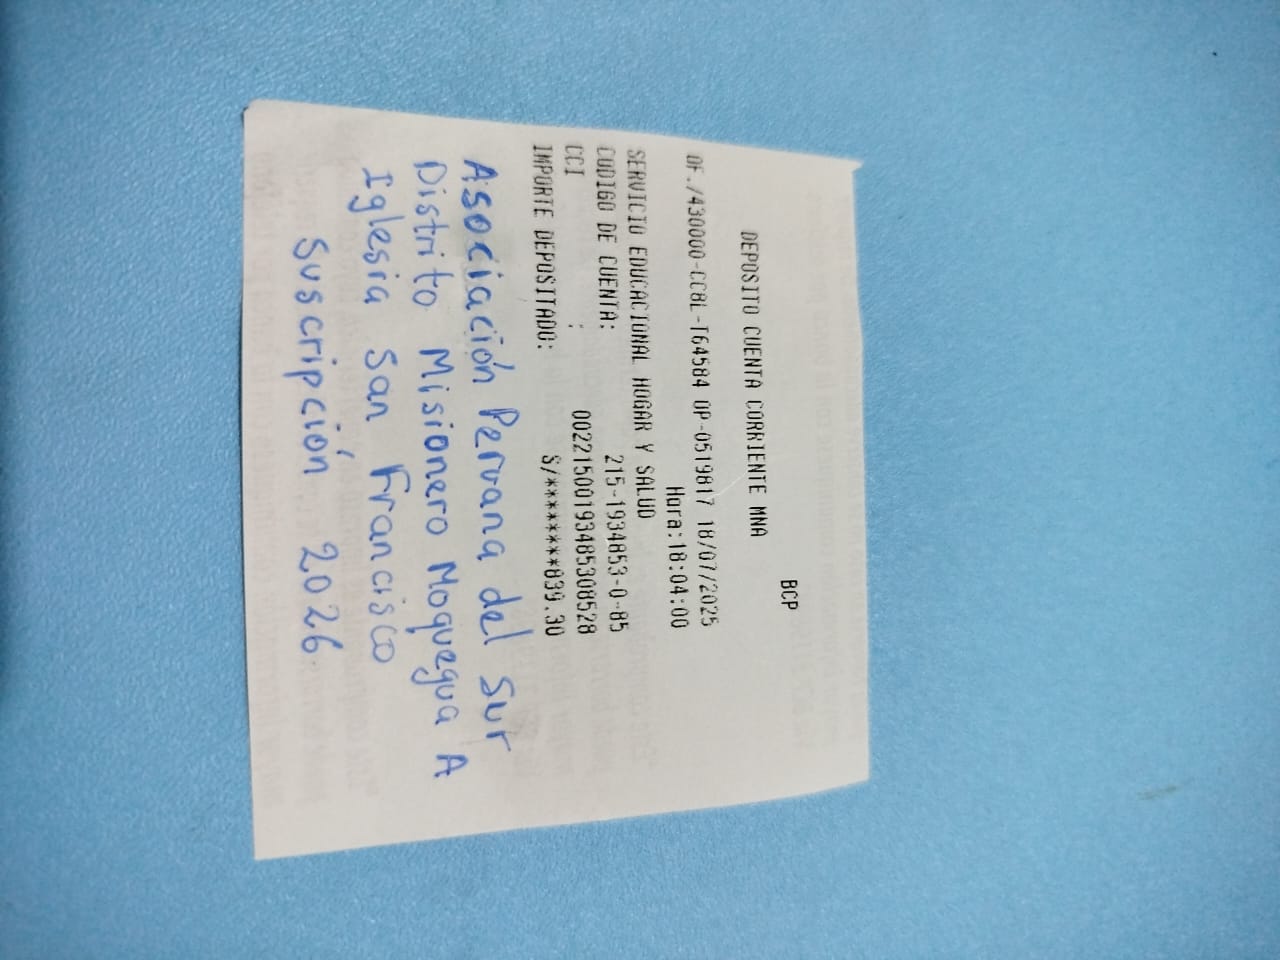 BCP
DEPOSITO CUENTA CORRIENTE MNA
OF./430000-CC8L-T64584 OP-0519817 18/07/2025
Hora:18:04:00
SERVICIO EDUCACIONAL HOGAR Y SALUD
CODIGO DE CUENTA: 215-1934853-0-85
CCI : 00221500193485308528
IMPORTE DEPOSITADO: S/********839.30
Asociación Peruana del Sur
Distrito Misionero Moquegua A
Iglesia San Francisco
Suscripción 2026